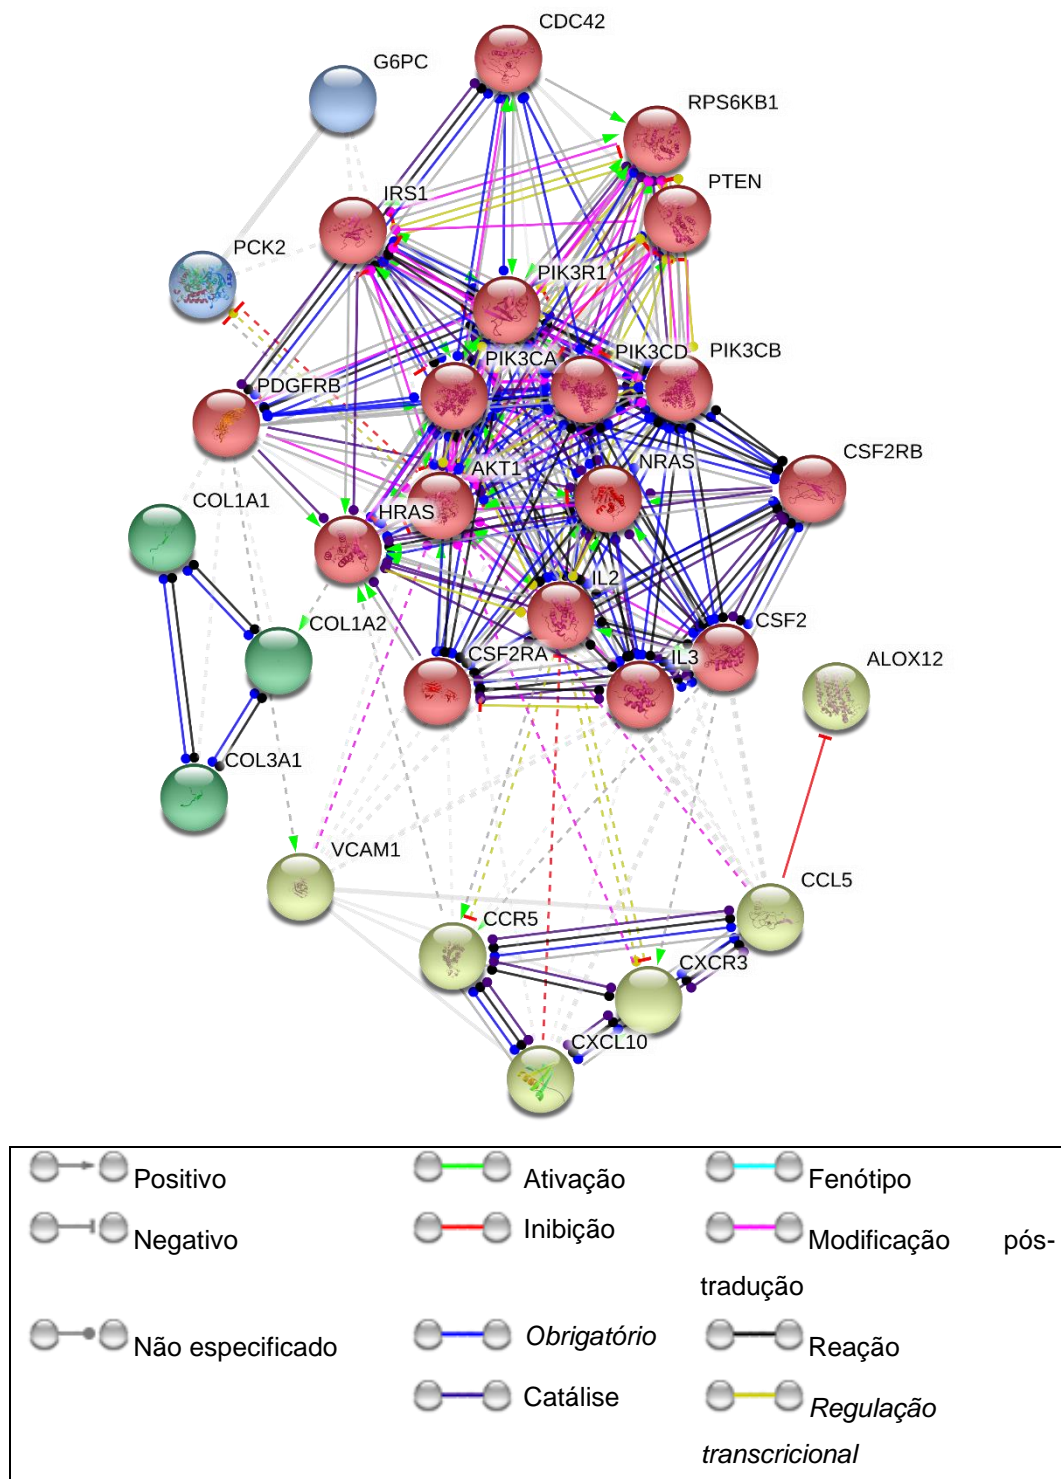 CDC42
G6PC
RPS6KB1
PTEN
IRS1
PCK2
PIK3R1
PIK3CA
PIK3CD
PIK3CB
PDGFRB
CSF2RB
AKT1
NRAS
COL1A1
HRAS
IL2
COL1A2
CSF2
CSF2RA
IL3
ALOX12
COL3A1
VCAM1
CCL5
CCR5
CXCR3
CXCL10
Positivo
Ativação
Fenótipo
Negativo
Inibição
Modificação pós-
tradução
Não especificado
Obrigatório
Reação
Catálise
Regulação
transcricional